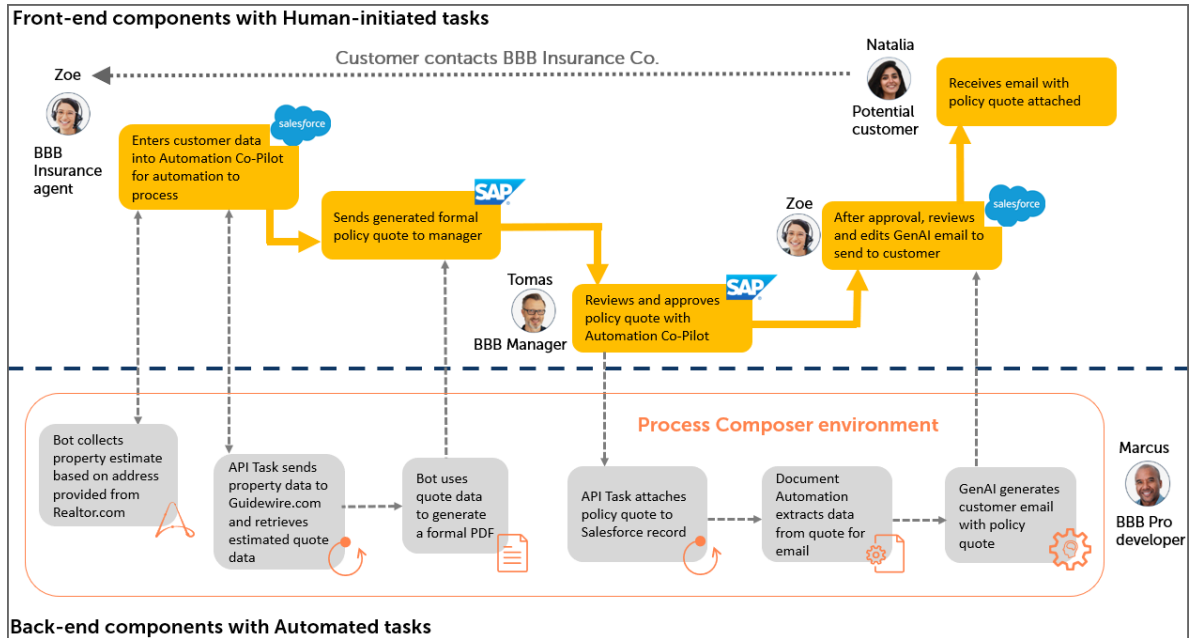 Front-end components with Human-initiated tasks
Customer contacts BBB Insurance Co.
Zoe
BBB
Insurance
agent
Natalia
Potential
customer
Receives email with
policy quote attached
salesforce
Enters customer data
into Automation Co-Pilot
for automation to
process
SAP
Sends generated formal
policy quote to manager
Tomas
BBB Manager
SAP
Reviews and approves
policy quote with
Automation Co-Pilot
Zoe
salesforce
After approval, reviews
and edits GenAI email to
send to customer
Process Composer environment
Bot collects
property estimate
based on address
provided from
Realtor.com
API Task sends
property data to
Guidewire.com
and retrieves
estimated quote
data
Bot uses
quote data
to generate
a formal PDF
API Task attaches
policy quote to
Salesforce record
Document
Automation
extracts data
from quote for
email
GenAI generates
customer email
with policy
quote
Marcus
BBB Pro
developer
Back-end components with Automated tasks